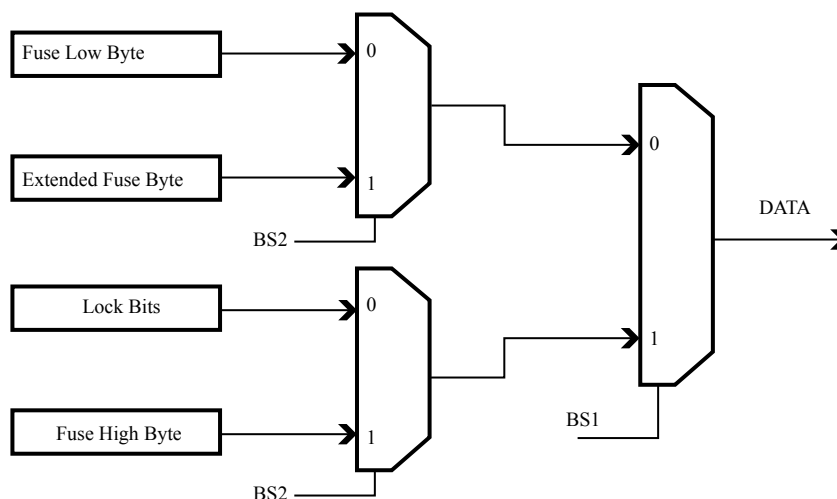 Fuse Low Byte
0
Extended Fuse Byte
1
BS2
0
DATA
Lock Bits
0
1
Fuse High Byte
1
BS1
BS2